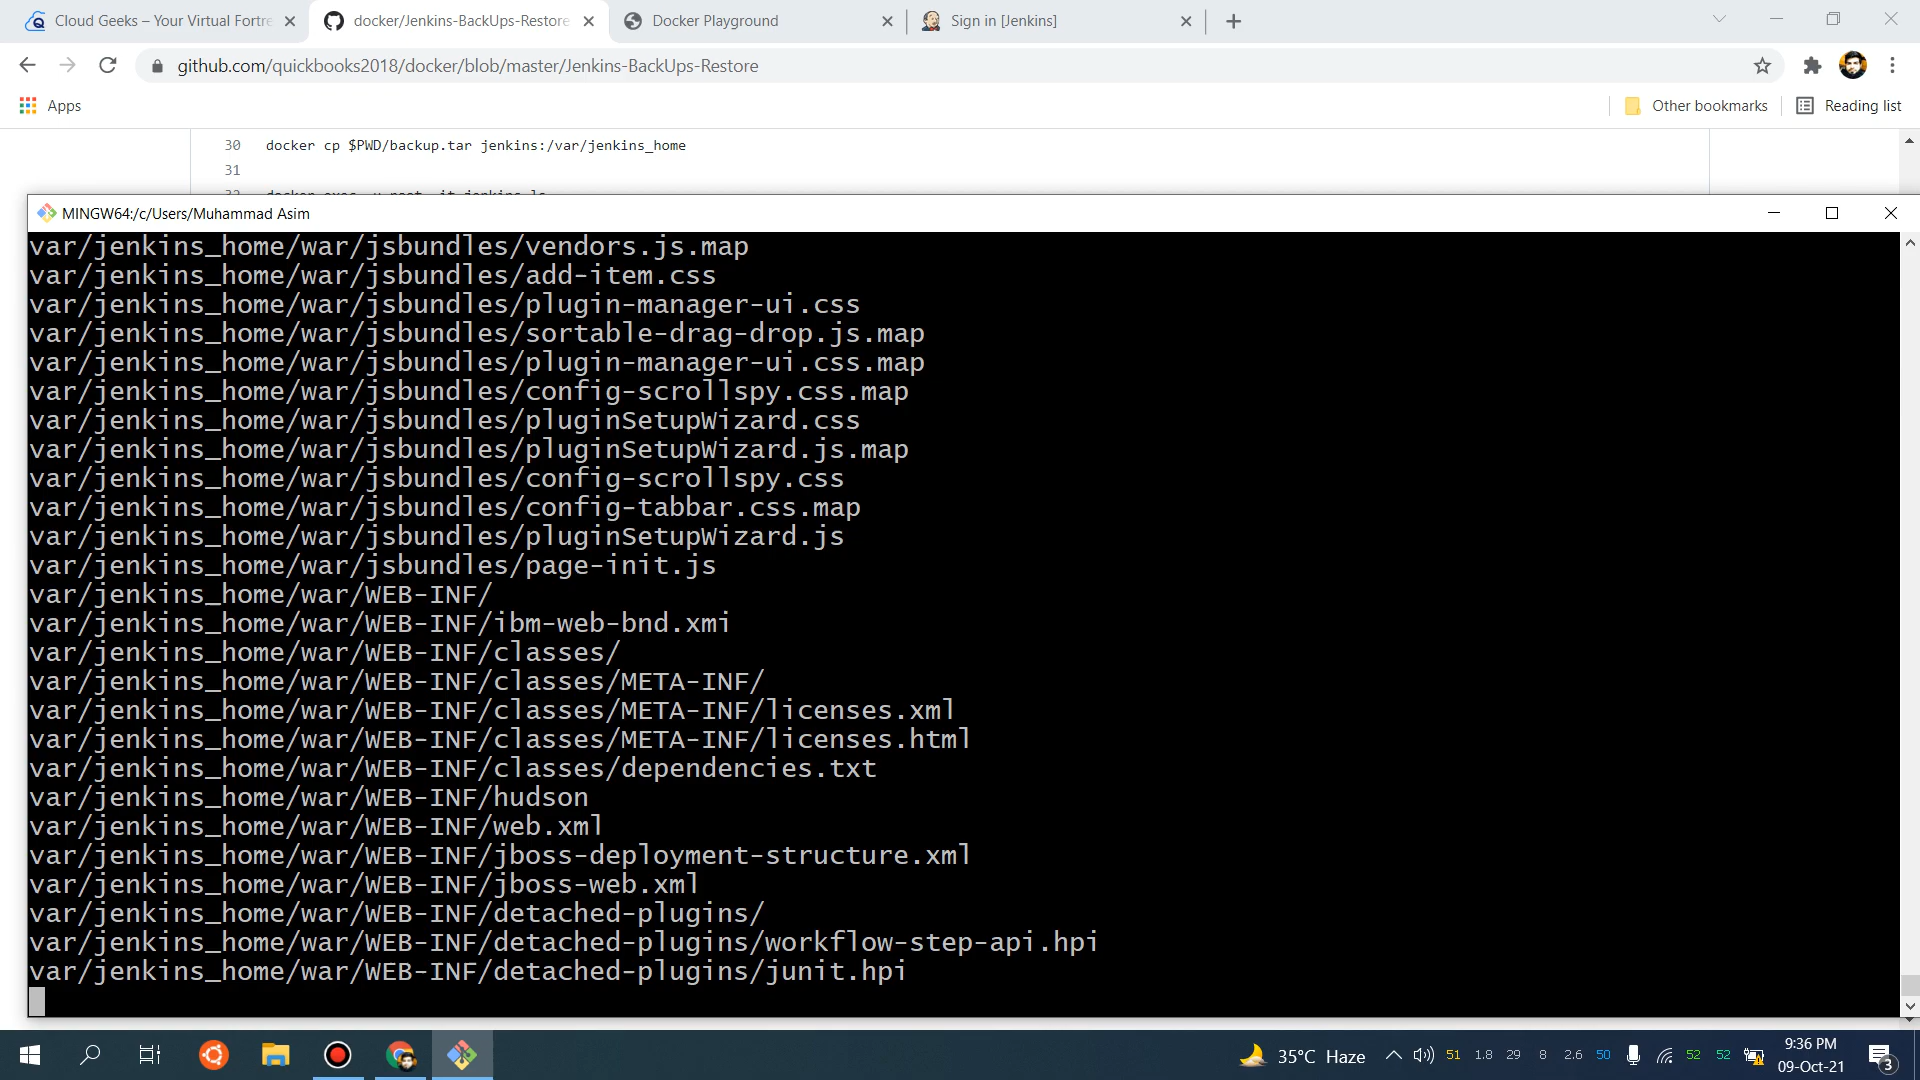 Cloud Geeks – Your Virtual Fortre
docker/Jenkins-BackUps-Restore
Docker Playground
Sign in [Jenkins]
github.com/quickbooks2018/docker/blob/master/Jenkins-BackUps-Restore
Apps
Other bookmarks
Reading list
30 docker cp $PWD/backup.tar jenkins:/var/jenkins_home
31
MINGW64:/c/Users/Muhammad Asim
var/jenkins_home/war/jsbundles/vendors.js.map
var/jenkins_home/war/jsbundles/add-item.css
var/jenkins_home/war/jsbundles/plugin-manager-ui.css
var/jenkins_home/war/jsbundles/sortable-drag-drop.js.map
var/jenkins_home/war/jsbundles/plugin-manager-ui.css.map
var/jenkins_home/war/jsbundles/config-scrollspy.css.map
var/jenkins_home/war/jsbundles/pluginSetupWizard.css
var/jenkins_home/war/jsbundles/pluginSetupWizard.js.map
var/jenkins_home/war/jsbundles/config-scrollspy.css
var/jenkins_home/war/jsbundles/config-tabbar.css.map
var/jenkins_home/war/jsbundles/pluginSetupWizard.js
var/jenkins_home/war/jsbundles/page-init.js
var/jenkins_home/war/WEB-INF/
var/jenkins_home/war/WEB-INF/ibm-web-bnd.xmi
var/jenkins_home/war/WEB-INF/classes/
var/jenkins_home/war/WEB-INF/classes/META-INF/
var/jenkins_home/war/WEB-INF/classes/META-INF/licenses.xml
var/jenkins_home/war/WEB-INF/classes/META-INF/licenses.html
var/jenkins_home/war/WEB-INF/classes/dependencies.txt
var/jenkins_home/war/WEB-INF/hudson
var/jenkins_home/war/WEB-INF/web.xml
var/jenkins_home/war/WEB-INF/jboss-deployment-structure.xml
var/jenkins_home/war/WEB-INF/jboss-web.xml
var/jenkins_home/war/WEB-INF/detached-plugins/
var/jenkins_home/war/WEB-INF/detached-plugins/workflow-step-api.hpi
var/jenkins_home/war/WEB-INF/detached-plugins/junit.hpi
35°C Haze
51 1.8 29 8 2.6 50 52 52
9:36 PM
09-Oct-21
3